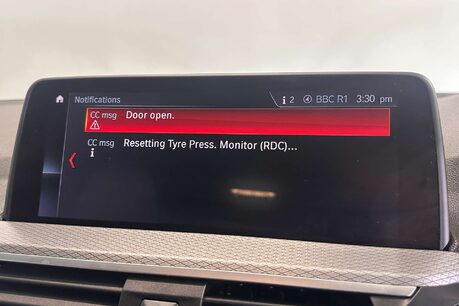 Notifications
i 2 BBC R1 3:30 pm
CC msg Door open.
CC msg Resetting Tyre Press. Monitor (RDC)...